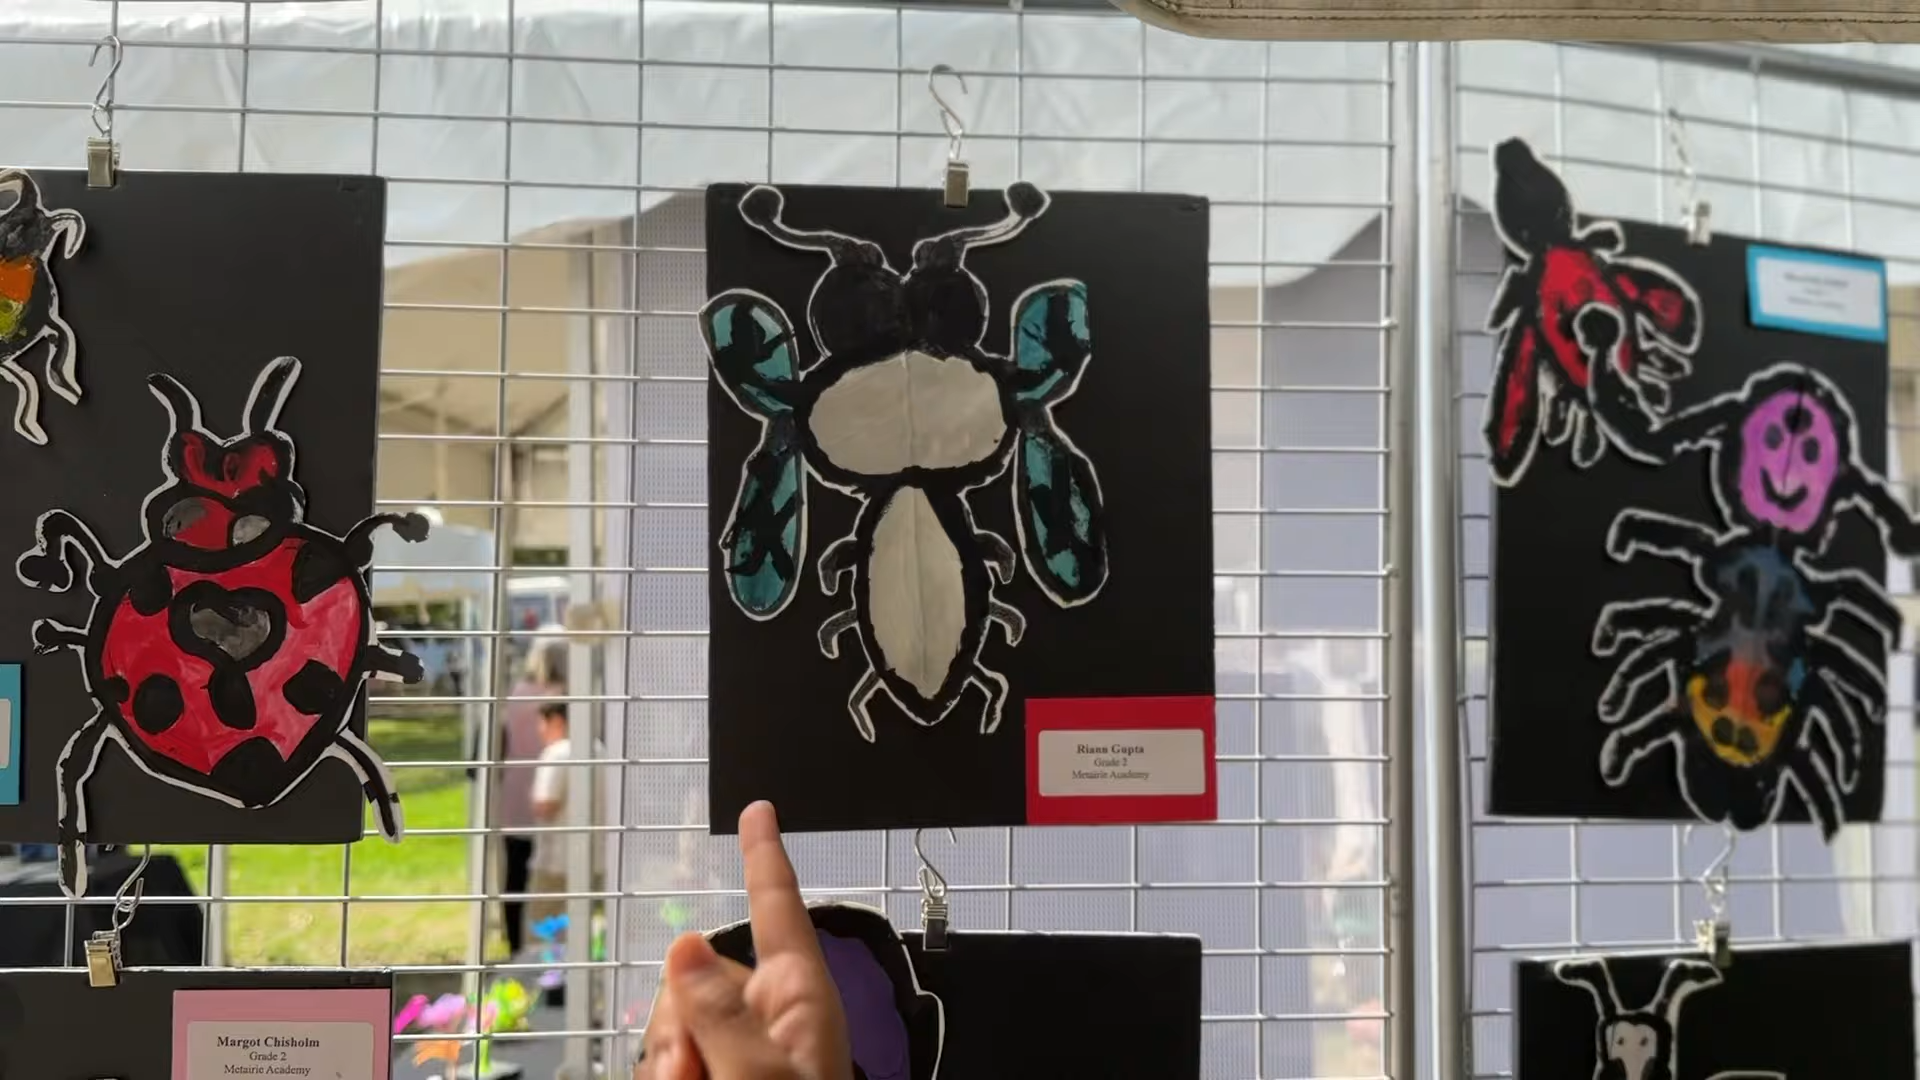 Riann Gupta
Grade 2
Metairie Academy
Margot Chisholm
Grade 2
Metairie Academy